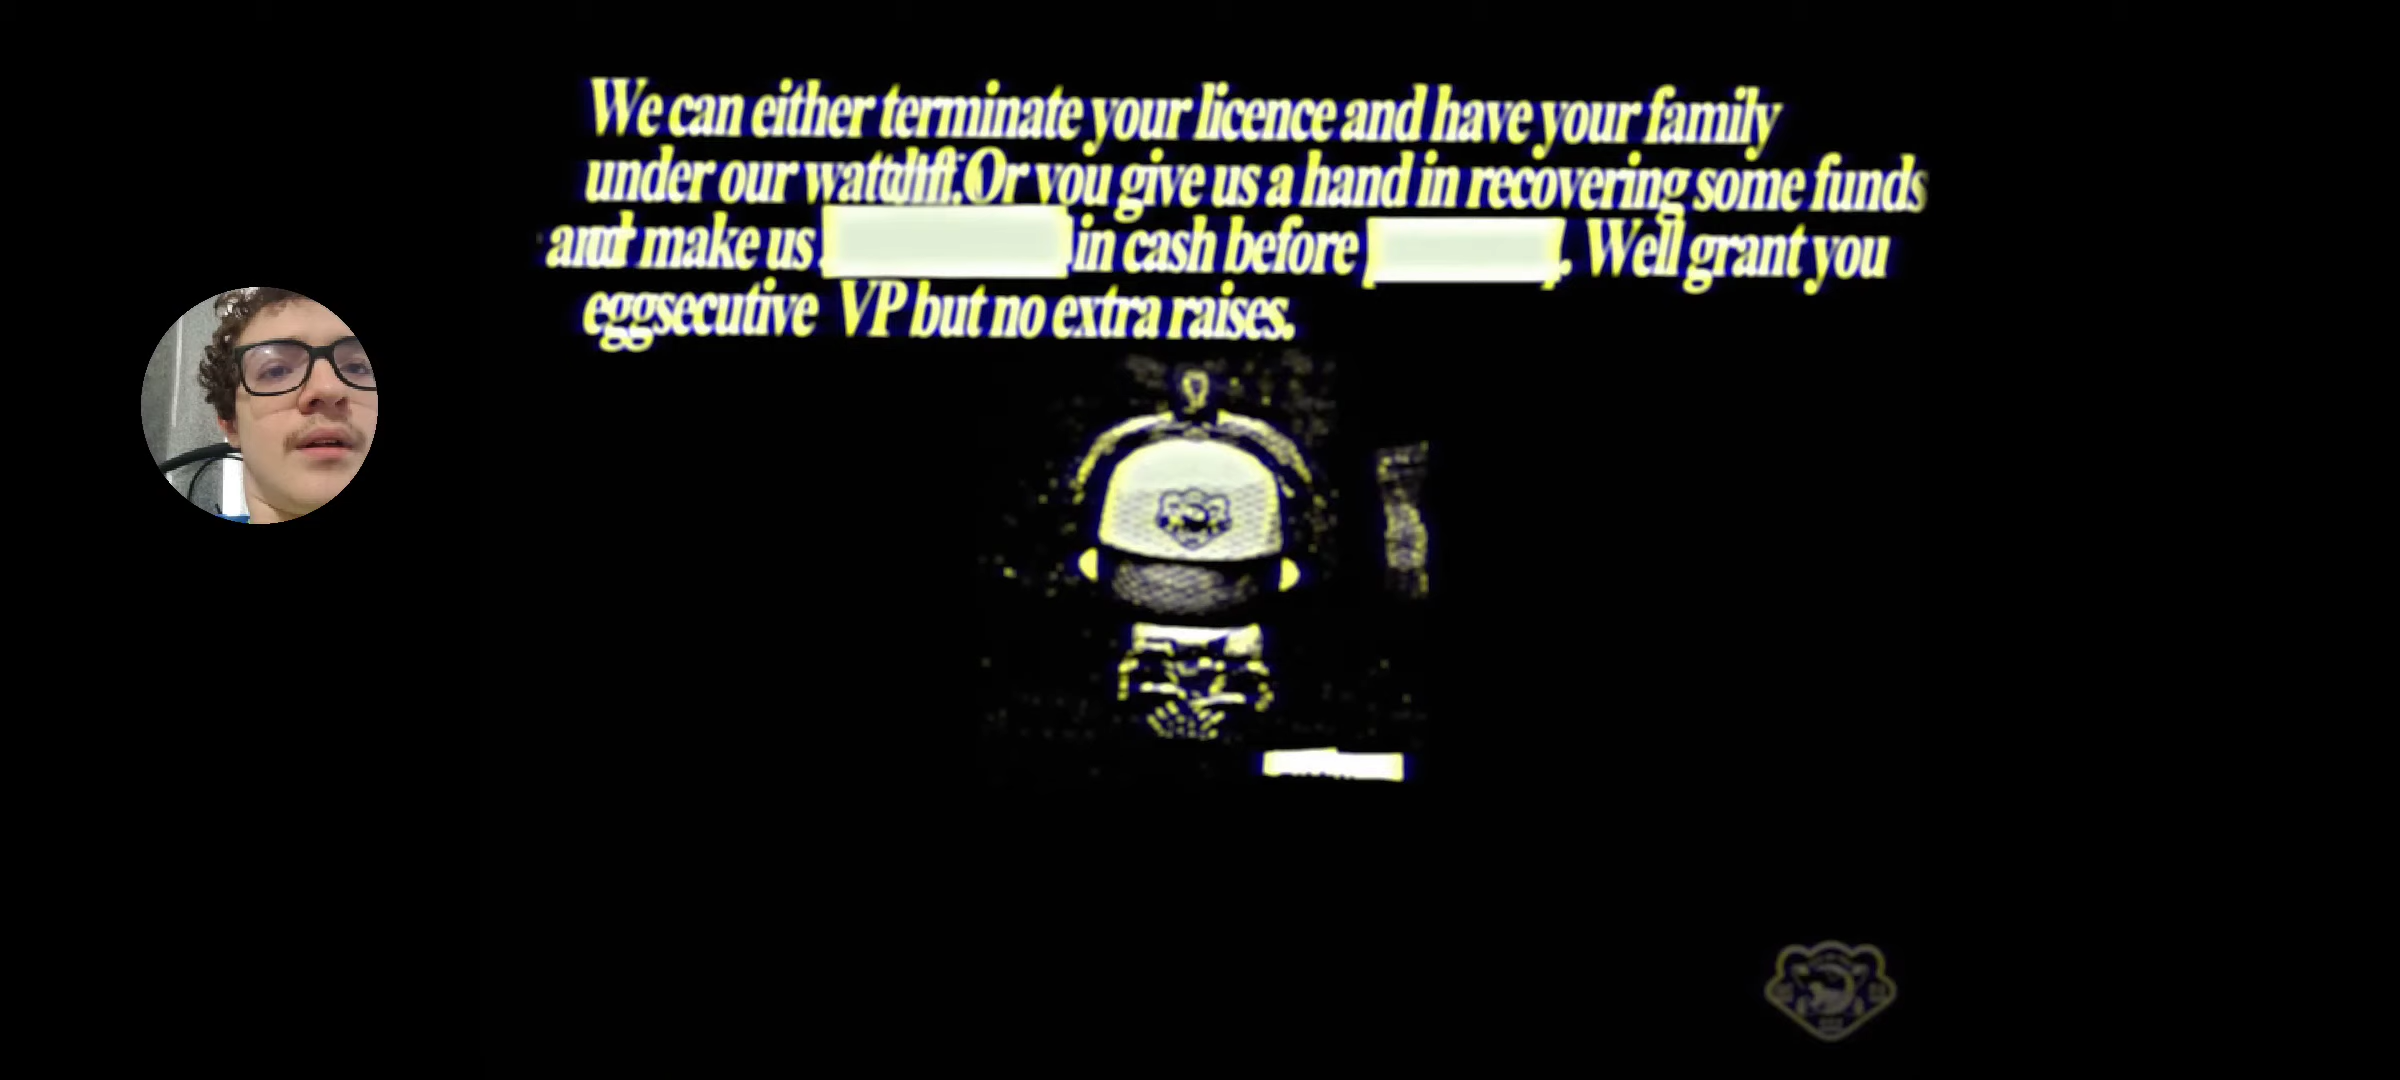 We can either terminate your licence and have your family
under our Or you give us a hand in recovering some funds
and make us in cash before . Well grant you
eggsecutive VP but no extra raises.